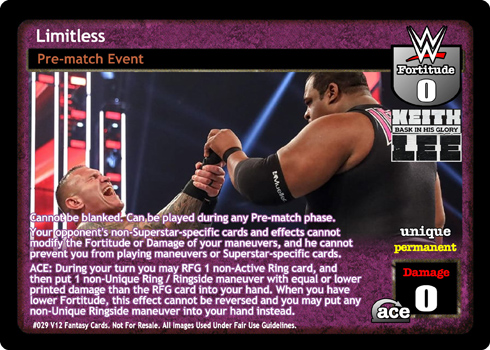 Limitless
Pre-match Event
W
Fortitude
0
KEITH
BASK IN HIS GLORY
LEE
Cannot be blanked. Can be played during any Pre-match phase.
Your opponent's non-Superstar-specific cards and effects cannot
modify the Fortitude or Damage of your maneuvers, and he cannot
prevent you from playing maneuvers or Superstar-specific cards.
ACE: During your turn you may RFG 1 non-Active Ring card, and
then put 1 non-Unique Ring / Ringside maneuver with equal or lower
printed damage than the RFG card into your hand. When you have
lower Fortitude, this effect cannot be reversed and you may put any
non-Unique Ringside maneuver into your hand instead.
unique
permanent
Damage
0
ace
#029 V12 Fantasy Cards. Not For Resale. All Images Used Under Fair Use Guidelines.